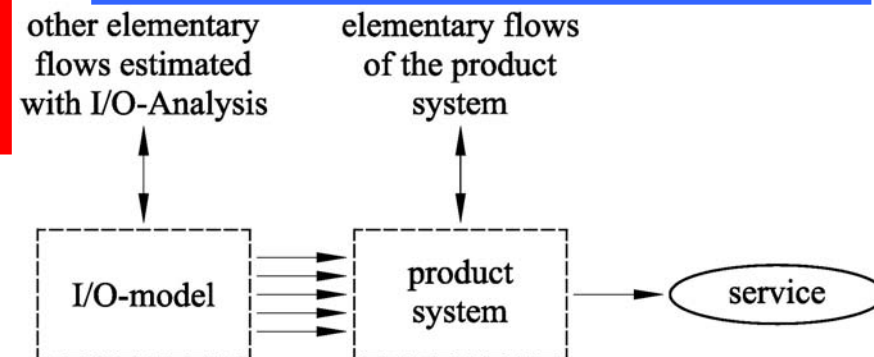 other elementary
flows estimated
with I/O-Analysis
elementary flows
of the product
system
I/O-model
product
system
service